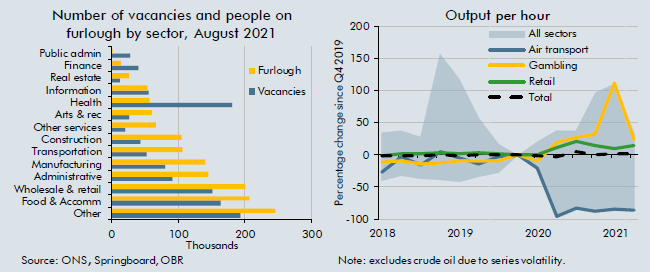 Number of vacancies and people on
furlough by sector, August 2021
Public admin
Finance
Real estate
Information
Health
Arts & rec
Other services
Construction
Transportation
Manufacturing
Administrative
Wholesale & retail
Food & Accomm
Other
Furlough
Vacancies
0 100 200 300
Thousands
Source: ONS, Springboard, OBR
Output per hour
Percentage change since Q4 2019
200
150
100
50
0
-50
-100
All sectors
Air transport
Gambling
Retail
Total
2018 2019 2020 2021
Note: excludes crude oil due to series volatility.